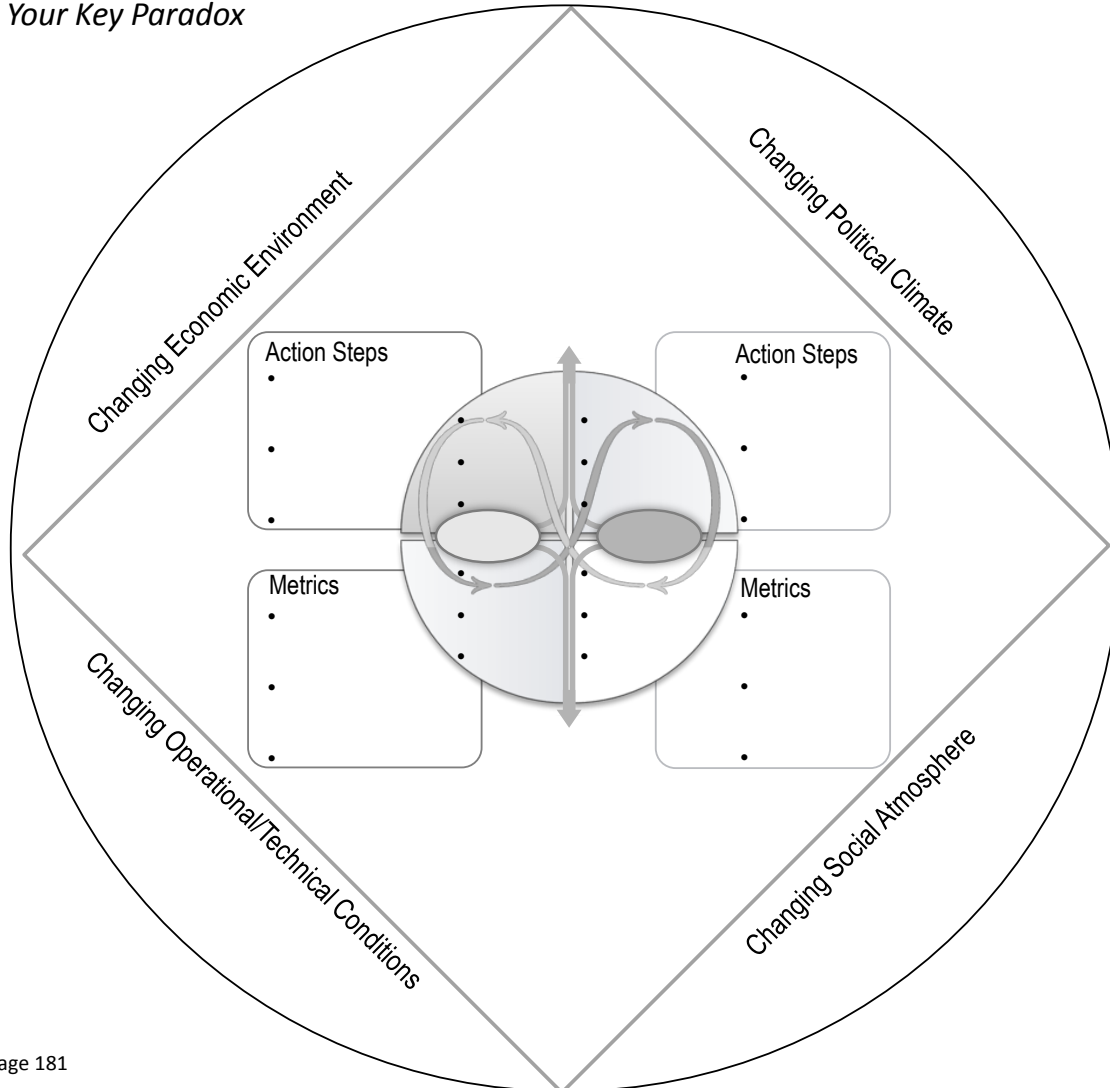 Your Key Paradox
Changing Economic Environment
Changing Political Climate
Action Steps
Action Steps
Metrics
Metrics
Changing Operational/Technical Conditions
Changing Social Atmosphere
age 181